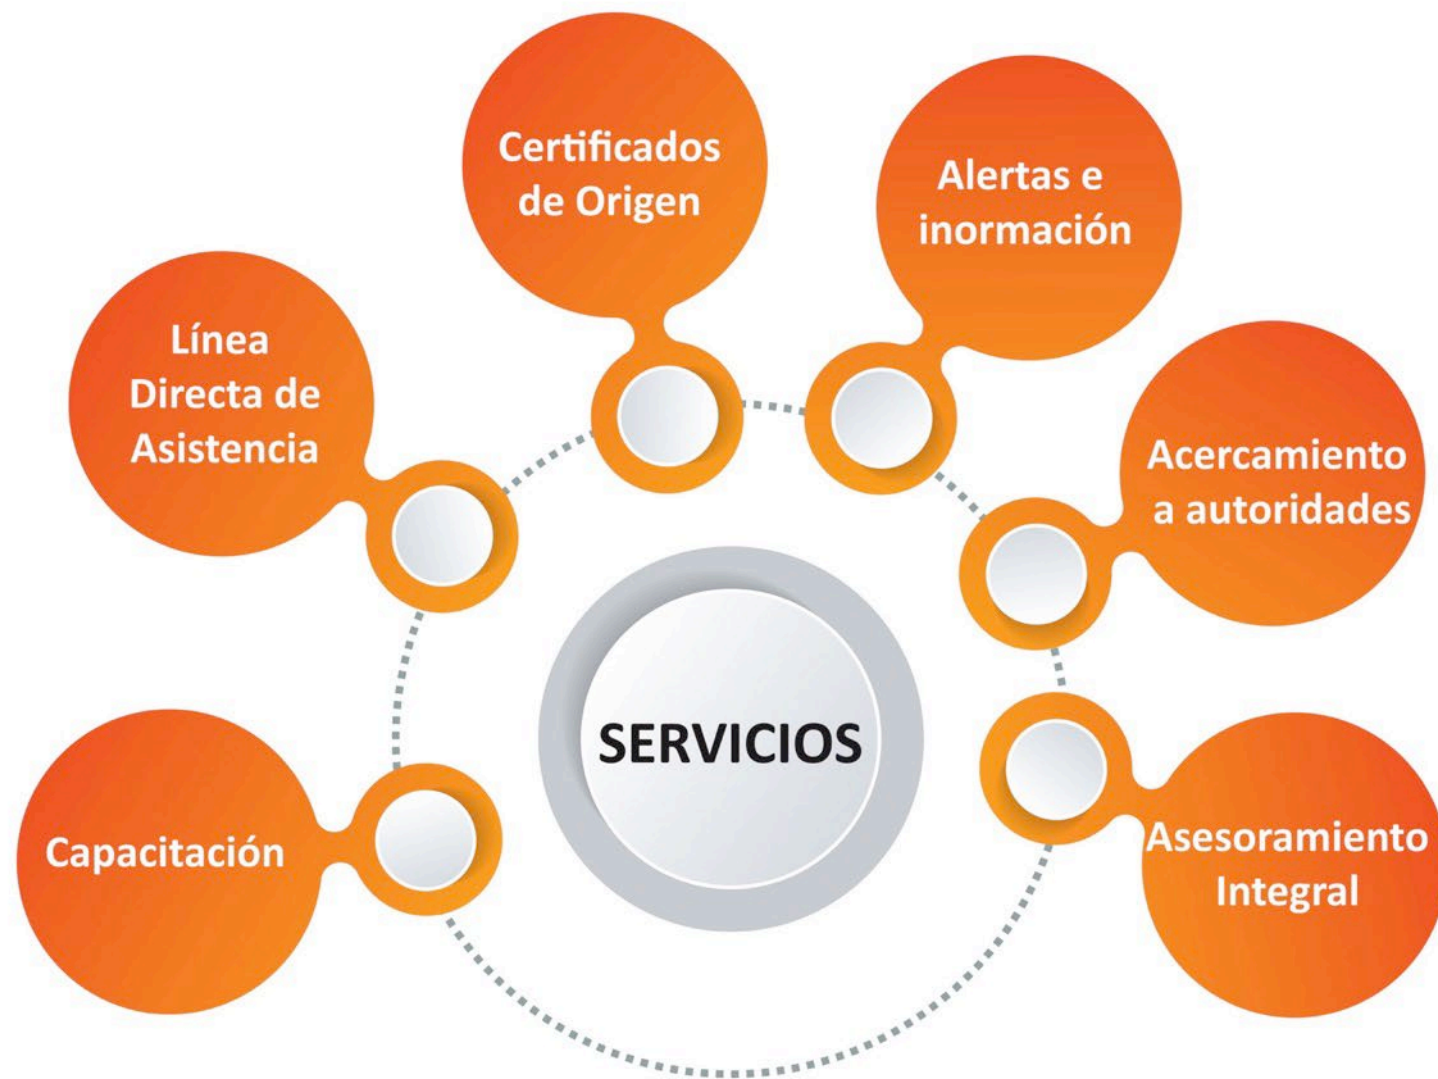 Certificados
de Origen
Alertas e
inormación
Línea
Directa de
Asistencia
Acercamiento
a autoridades
SERVICIOS
Capacitación
Asesoramiento
Integral